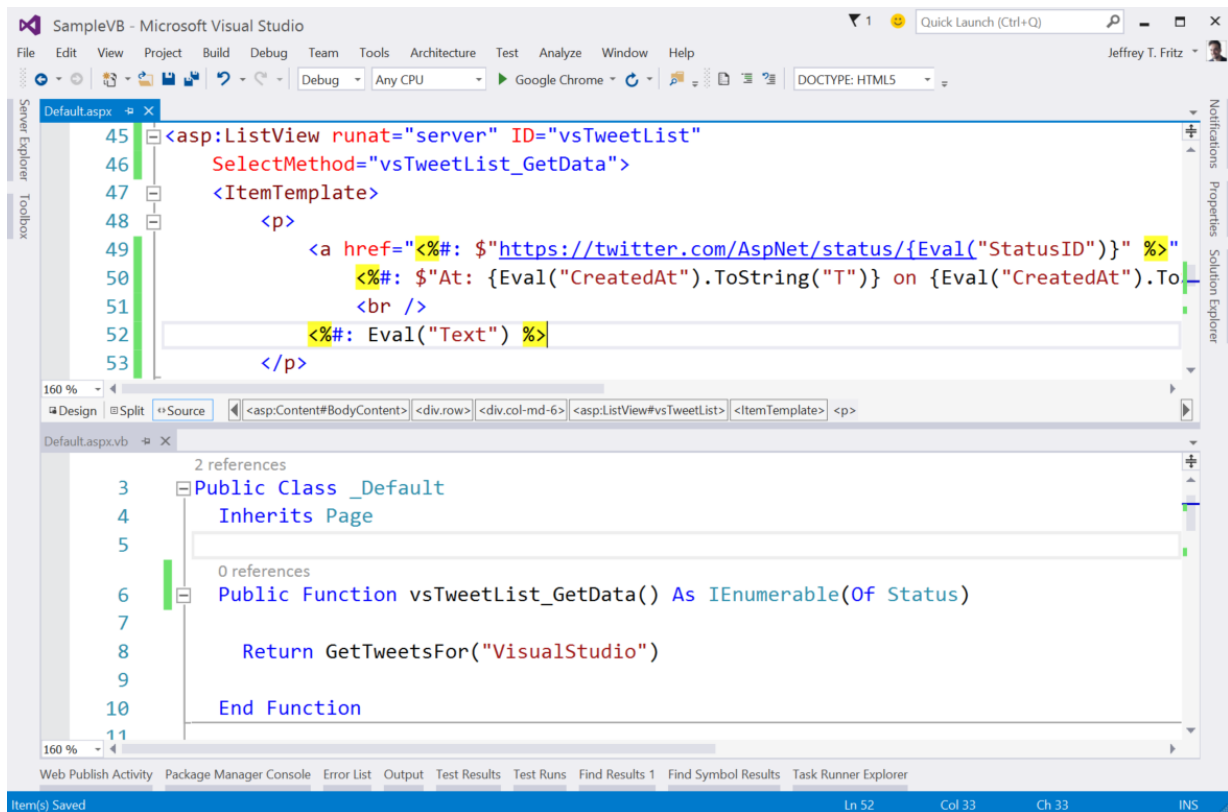 SampleVB - Microsoft Visual Studio
1
Quick Launch (Ctrl+Q)
File Edit View Project Build Debug Team Tools Architecture Test Analyze Window Help
Jeffrey T. Fritz
Debug Any CPU Google Chrome DOCTYPE: HTML5
Server Explorer
Toolbox
Default.aspx
45 <asp:ListView runat="server" ID="vsTweetList"
46 SelectMethod="vsTweetList_GetData">
47 <ItemTemplate>
48 <p>
49 <a href="<%#: $"https://twitter.com/AspNet/status/{Eval("StatusID")}" %>"
50 <%#: $"At: {Eval("CreatedAt").ToString("T")} on {Eval("CreatedAt").To
51 <br />
52 <%#: Eval("Text") %>
53 </p>
160 %
Design Split Source <asp:Content#BodyContent> <div.row> <div.col-md-6> <asp:ListView#vsTweetList> <ItemTemplate> <p>
Default.aspx.vb
2 references
3 Public Class _Default
4 Inherits Page
5
0 references
6 Public Function vsTweetList_GetData() As IEnumerable(Of Status)
7
8 Return GetTweetsFor("VisualStudio")
9
10 End Function
11
160 %
Notifications
Properties
Solution Explorer
Web Publish Activity Package Manager Console Error List Output Test Results Test Runs Find Results 1 Find Symbol Results Task Runner Explorer
Item(s) Saved Ln 52 Col 33 Ch 33 INS